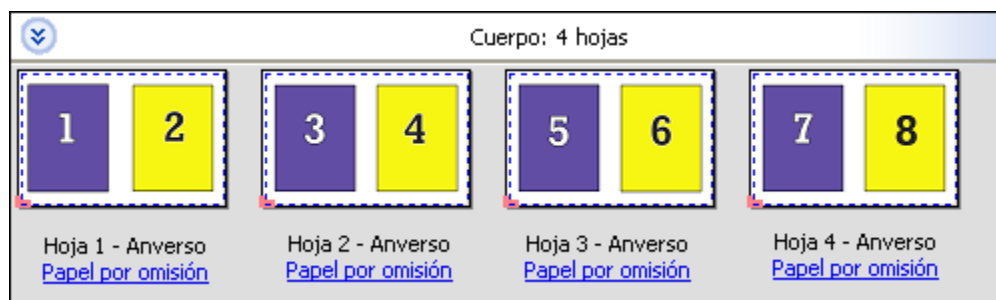 Cuerpo: 4 hojas
1 2 3 4 5 6 7 8
Hoja 1 - Anverso Hoja 2 - Anverso Hoja 3 - Anverso Hoja 4 - Anverso
Papel por omisión Papel por omisión Papel por omisión Papel por omisión